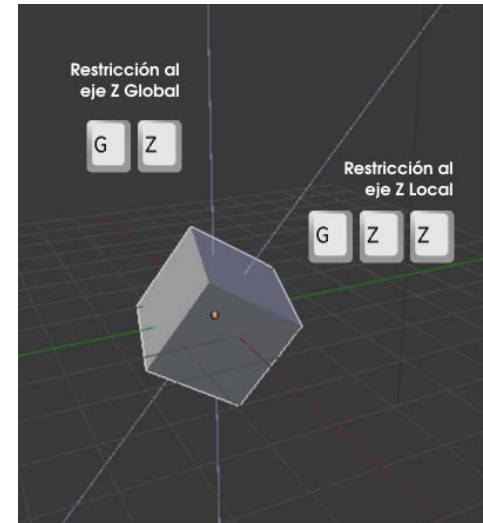 Restricción al
eje Z Global
G Z
Restricción al
eje Z Local
G Z Z